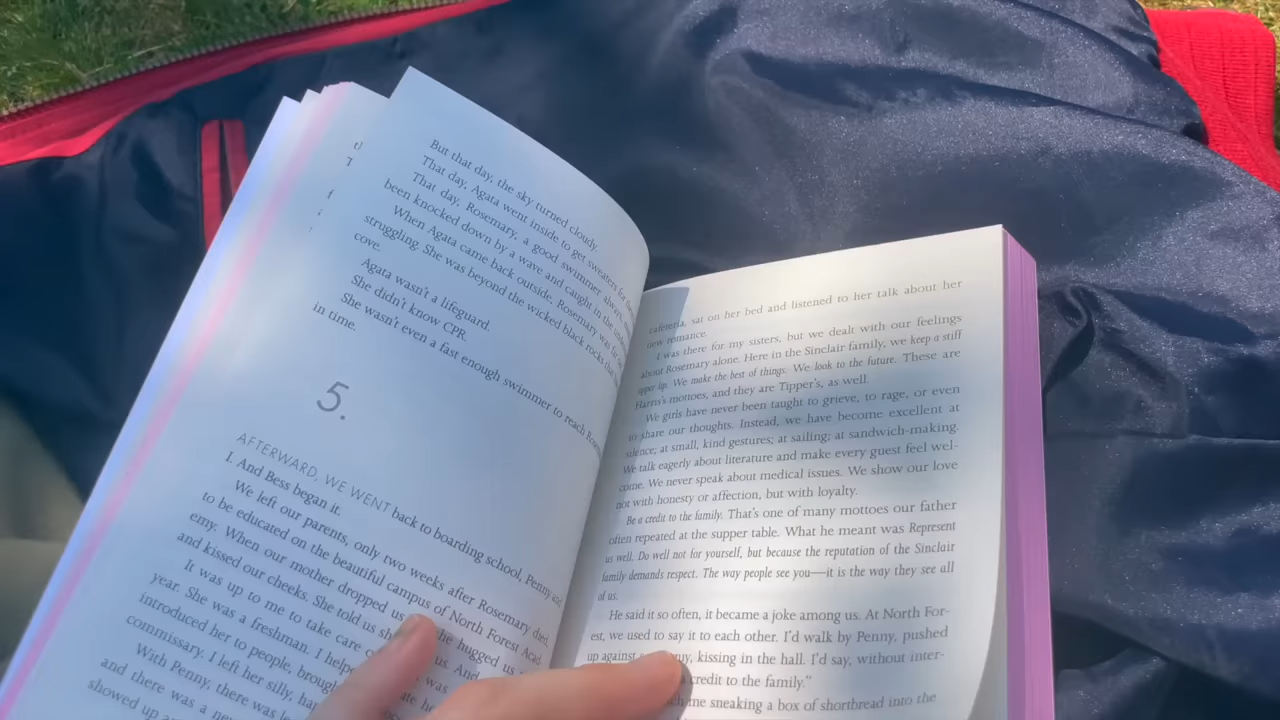 But that day, the sky turned cloudy.
That day, Agata went inside to get sweaters for
That day, Rosemary, a good swimmer always,
been knocked down by a wave and caught in the
When Agata came back outside, Rosemary was
struggling. She was beyond the wicked black rocks that
cove.
Agata wasn't a lifeguard.
She didn't know CPR.
She wasn't even a fast enough swimmer to reach
in time.
5.
AFTERWARD, WE WENT back to boarding school, Penny and
I. And Bess began it.
We left our parents, only two weeks after Rosemary died,
to be educated on the beautiful campus of North Forest Acad-
emy. When our mother dropped us he hugged us
and kissed our cheeks. She told us us. And
It was up to me to take care was
year. She was a freshman. I
introduced her to people,
commissary. I left her silly,
With Penny, there was
and there was a
showed up
cafeteria, sat on her bed and listened to her talk about her
new romance.
I was there for my sisters, but we dealt with our feelings
about Rosemary alone. Here in the Sinclair family, we keep a stiff
upper lip. We make the best of things. We look to the future. These are
Harris's mottoes, and they are Tipper's, as well.
We girls have never been taught to grieve, to rage, or even
to share our thoughts. Instead, we have become excellent at
silence; at small, kind gestures; at sailing; at sandwich-making.
We talk eagerly about literature and make every guest feel wel-
come. We never speak about medical issues. We show our love
not with honesty or affection, but with loyalty.
Be a credit to the family. That's one of many mottoes our father
often repeated at the supper table. What he meant was Represent
us well. Do well not for yourself, but because the reputation of the Sinclair
family demands respect. The way people see you—it is the way they see all
of us.
He said it so often, it became a joke among us. At North For-
est, we used to say it to each other. I'd walk by Penny, pushed
up against kissing in the hall. I'd say, without inter-
credit to the family."
me sneaking a box of shortbread into the